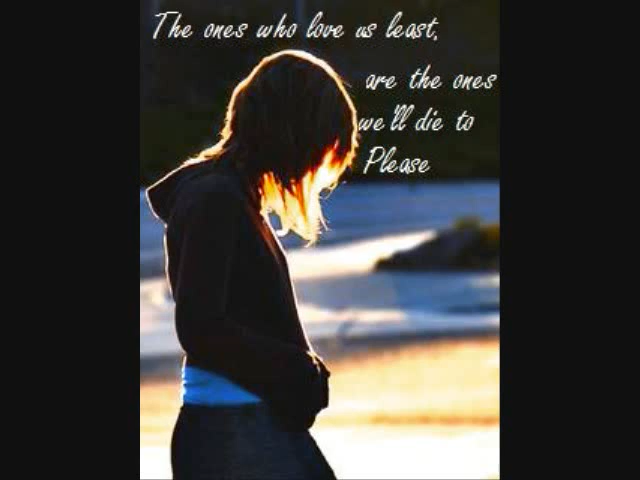 The ones who love us least,
are the ones
we'll die to
Please